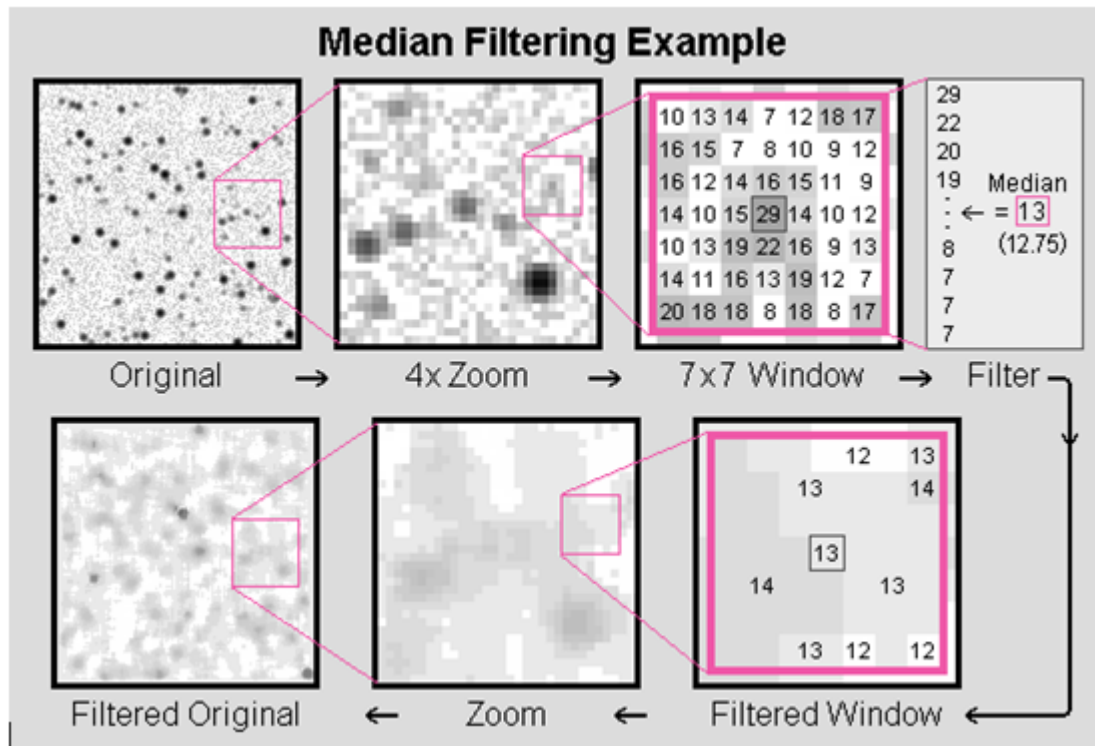 Median Filtering Example
10 13 14 7 12 18 17
16 15 7 8 10 9 12
16 12 14 16 15 11 9
14 10 15 29 14 10 12
10 13 19 22 16 9 13
14 11 16 13 19 12 7
20 18 18 8 18 8 17
29
22
20
19
Median
← = 13
(12.75)
8
7
7
7
Original → 4x Zoom → 7x7 Window → Filter
12 13
13 14
13
14 13
13 12 12
Filtered Original ← Zoom ← Filtered Window